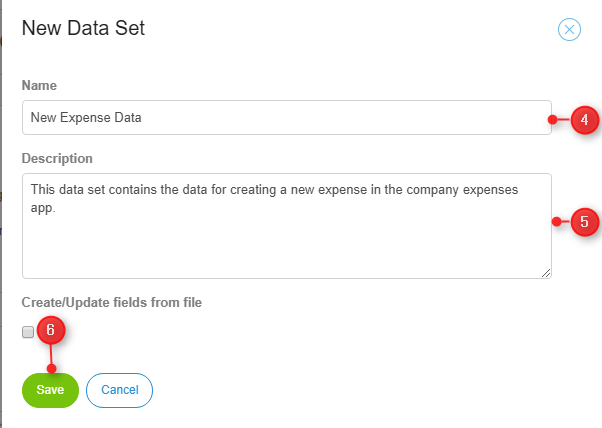 New Data Set
Name
New Expense Data
4
Description
This data set contains the data for creating a new expense in the company expenses
app.
5
Create/Update fields from file
6
Save
Cancel